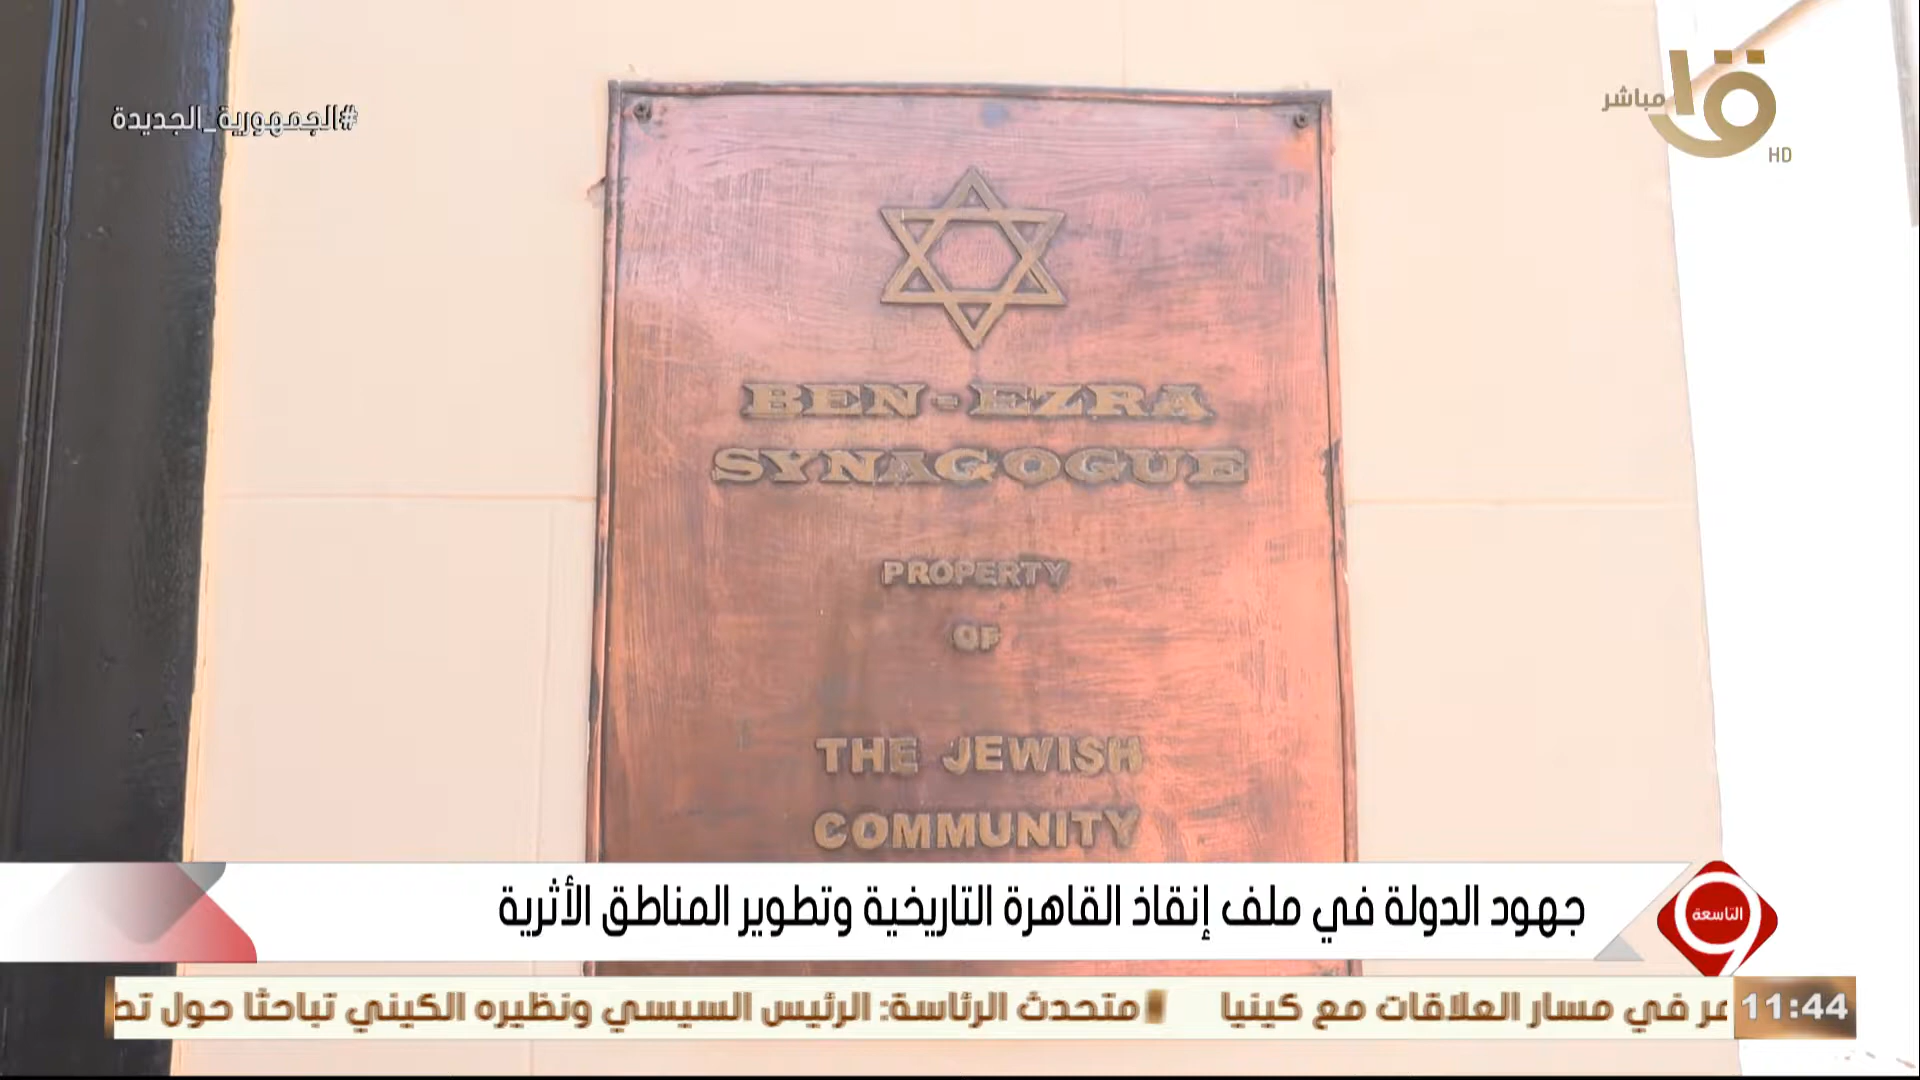 #الجمهورية_الجديدة
مباشر
HD
BEN-EZRA
SYNAGOGUE
PROPERTY
OF
THE JEWISH
COMMUNITY
جهود الدولة في ملف إنقاذ القاهرة التاريخية وتطوير المناطق الأثرية
التاسعة
9
11:44
في مسار العلاقات مع كينيا
متحدث الرئاسة: الرئيس السيسي ونظيره الكيني تباحثا حول